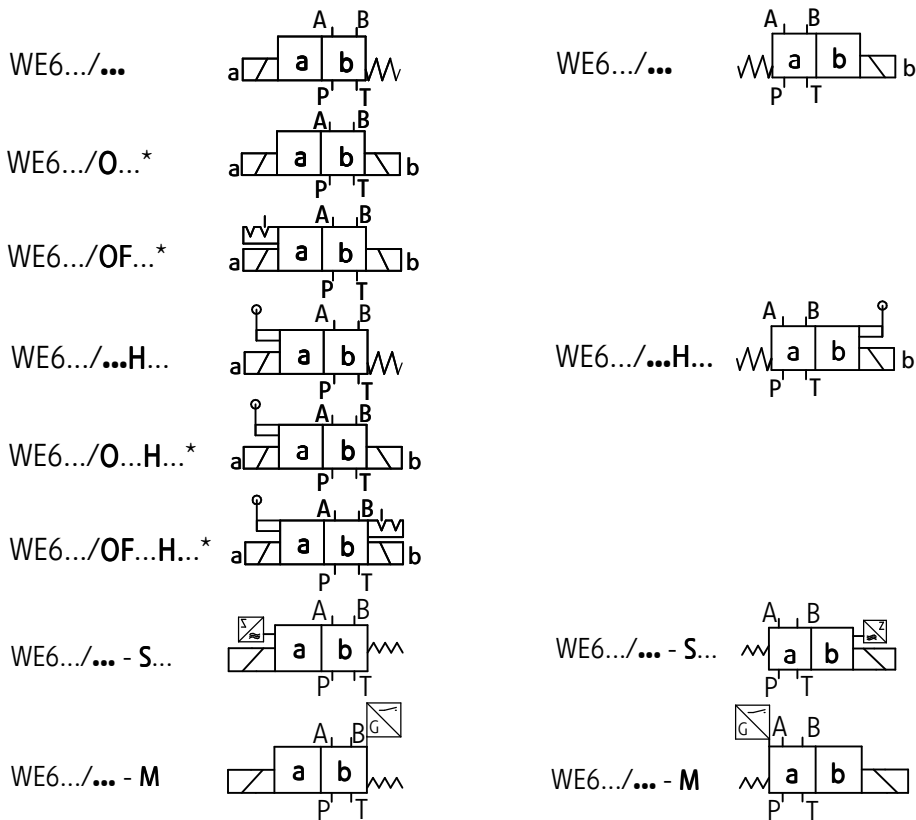 A B
WE6.../... a a b
P T
A B
WE6.../... a b b
P T
A B
WE6.../O...* a a b b
P T
A B
WE6.../OF...* a a b b
P T
A B
WE6.../...H... a a b
P T
A B
WE6.../...H... a b b
P T
A B
WE6.../O...H...* a a b b
P T
A B
WE6.../OF...H...* a a b b
P T
A B
WE6.../... - S... a b
P T
A B Z
WE6.../... - S... a b
P T
A B G
WE6.../... - M a b
P T
G A B
WE6.../... - M a b
P T